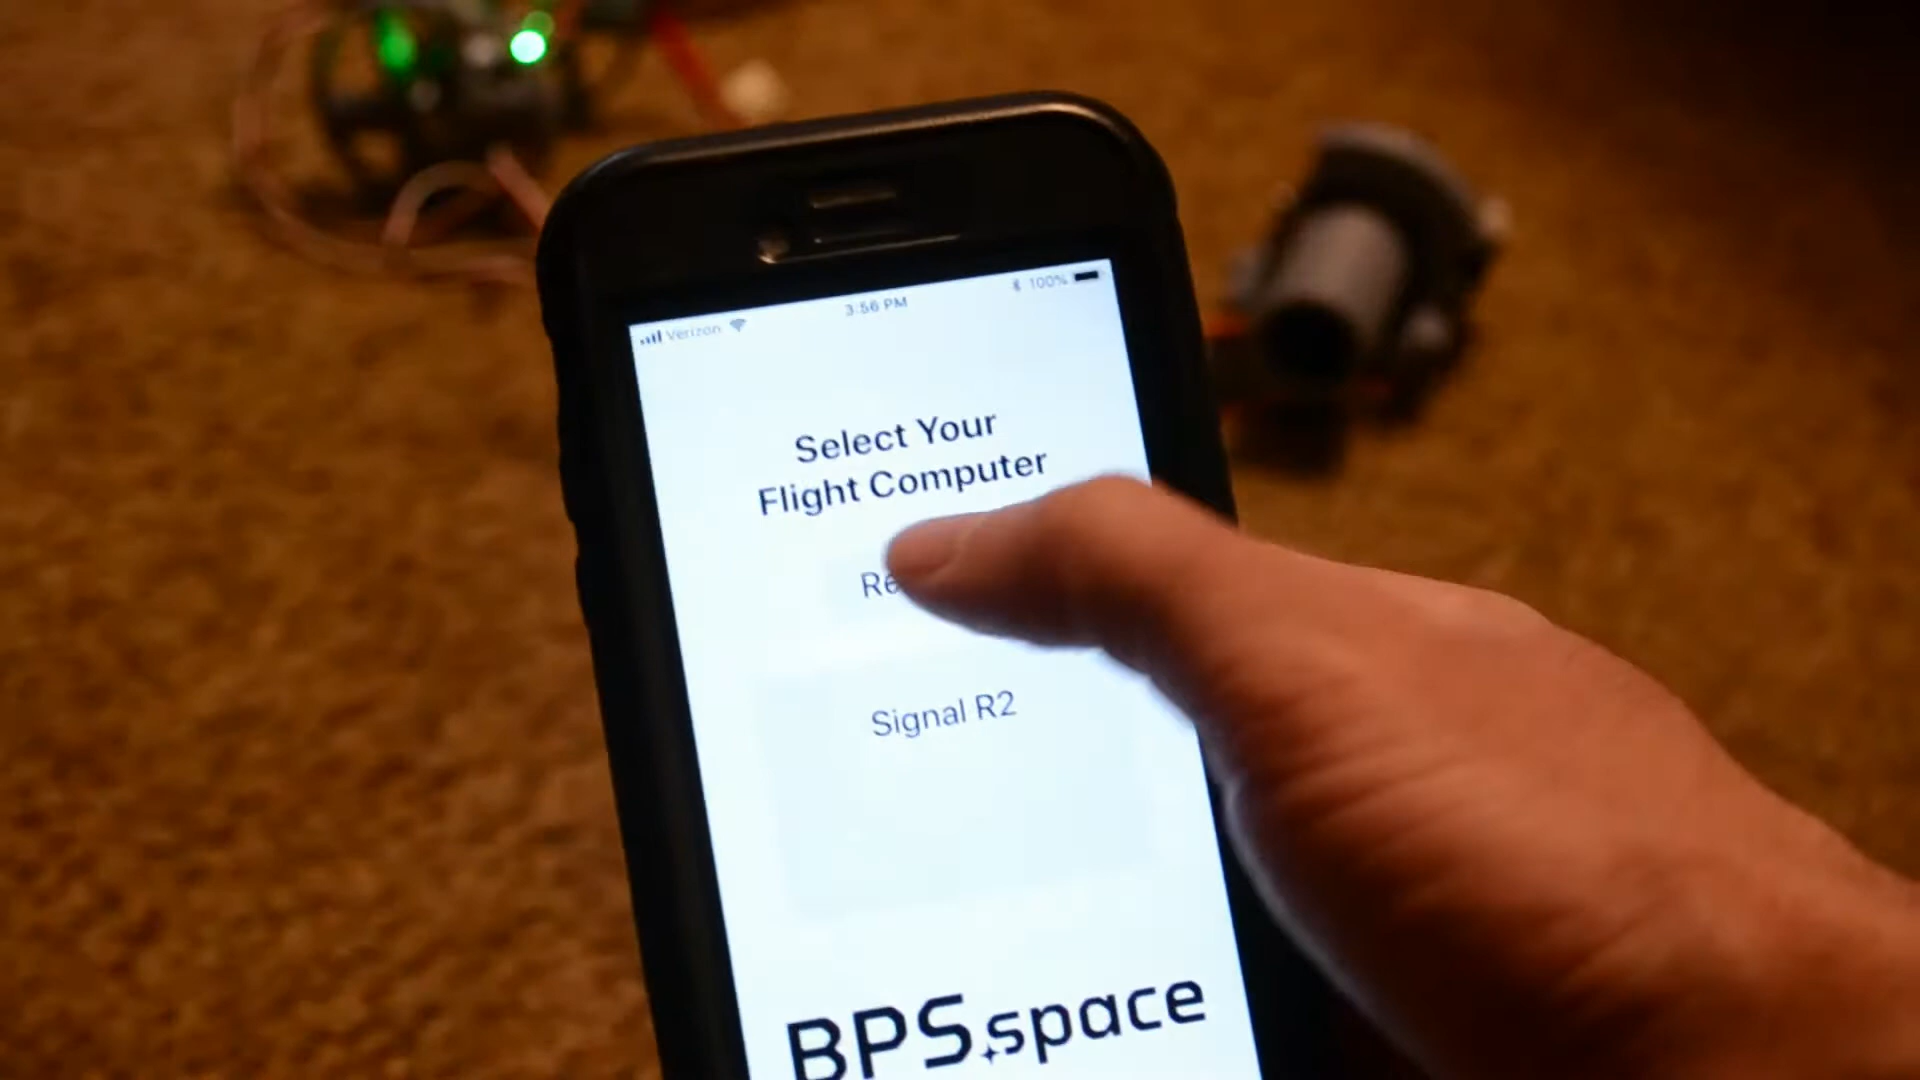 Verizon 3:56 PM 100%
Select Your
Flight Computer
Signal R2
BPS.space